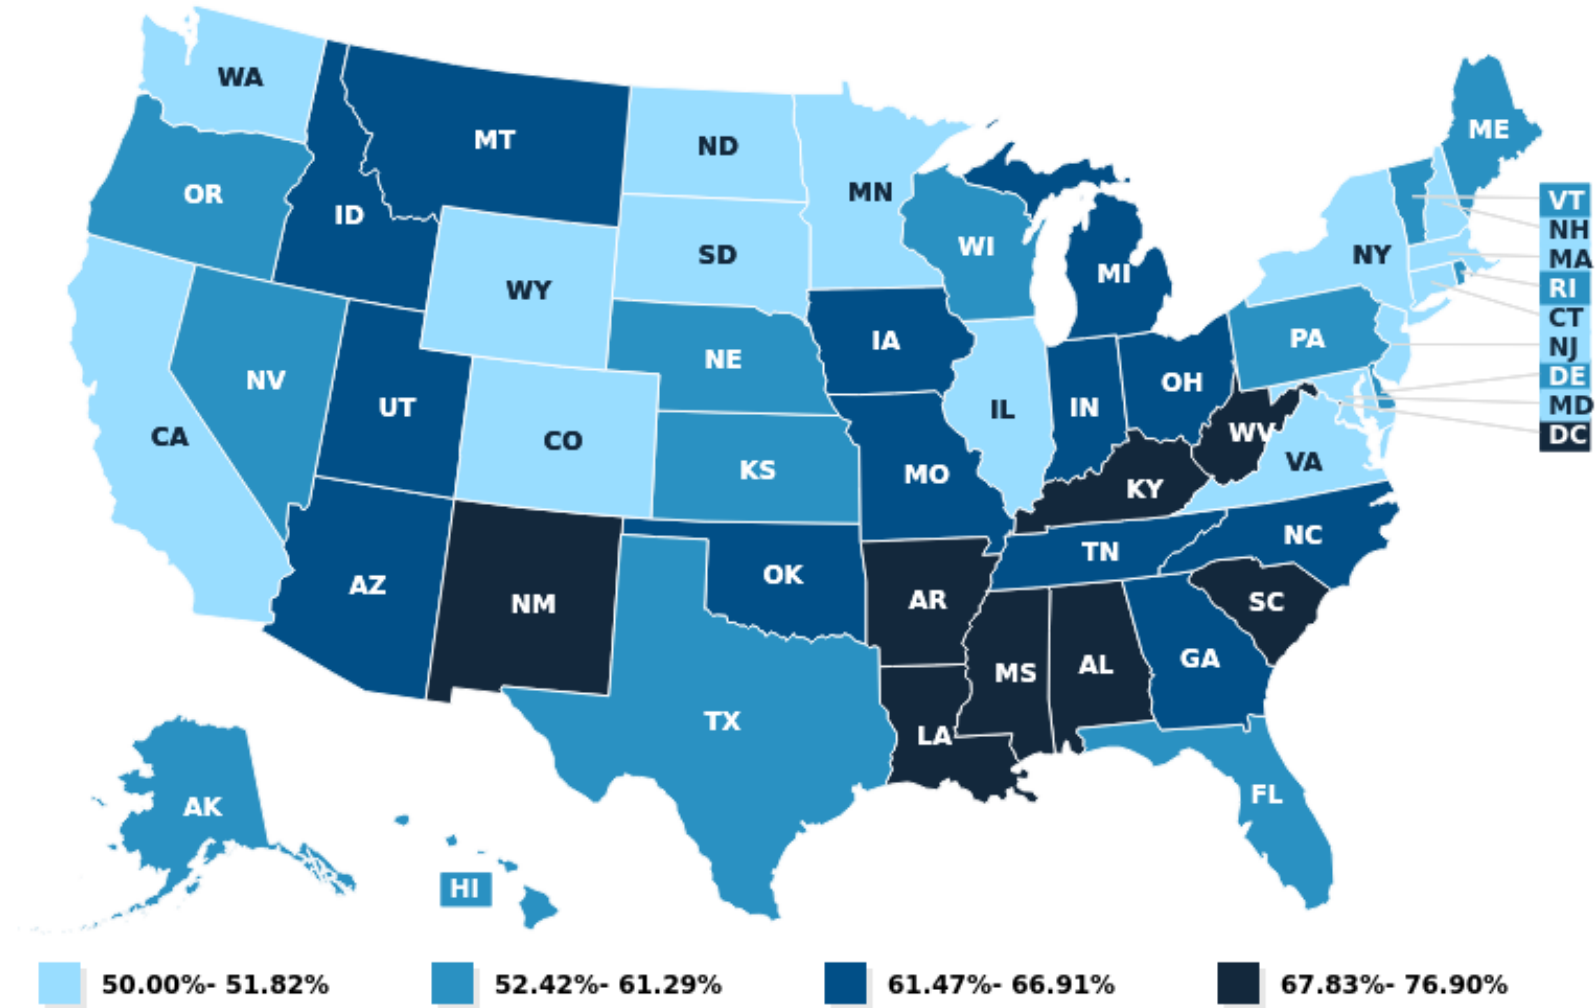 WA
MT
ND
MN
ME
OR
ID
VT
NH
SD
WI
NY
MA
MI
WY
RI
CT
IA
NE
PA
NJ
NV
DE
OH
UT
IN
IL
MD
CA
CO
WV
DC
VA
KS
MO
KY
NC
TN
AZ
OK
NM
AR
SC
GA
MS
AL
TX
LA
AK
FL
HI
50.00%- 51.82%
52.42%- 61.29%
61.47%- 66.91%
67.83%- 76.90%